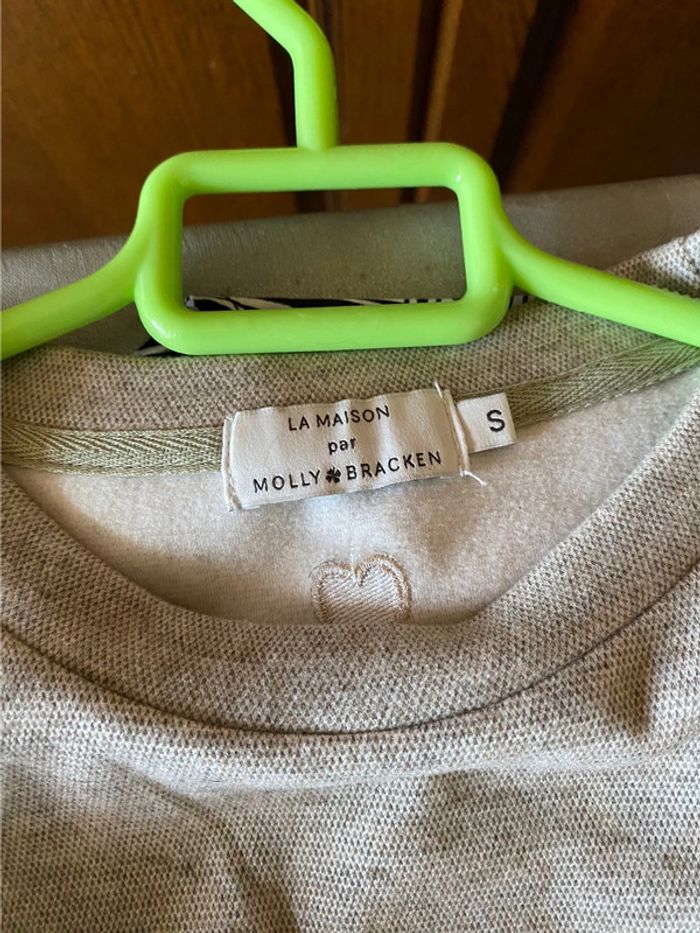 LA MAISON
par
MOLLY BRACKEN
S